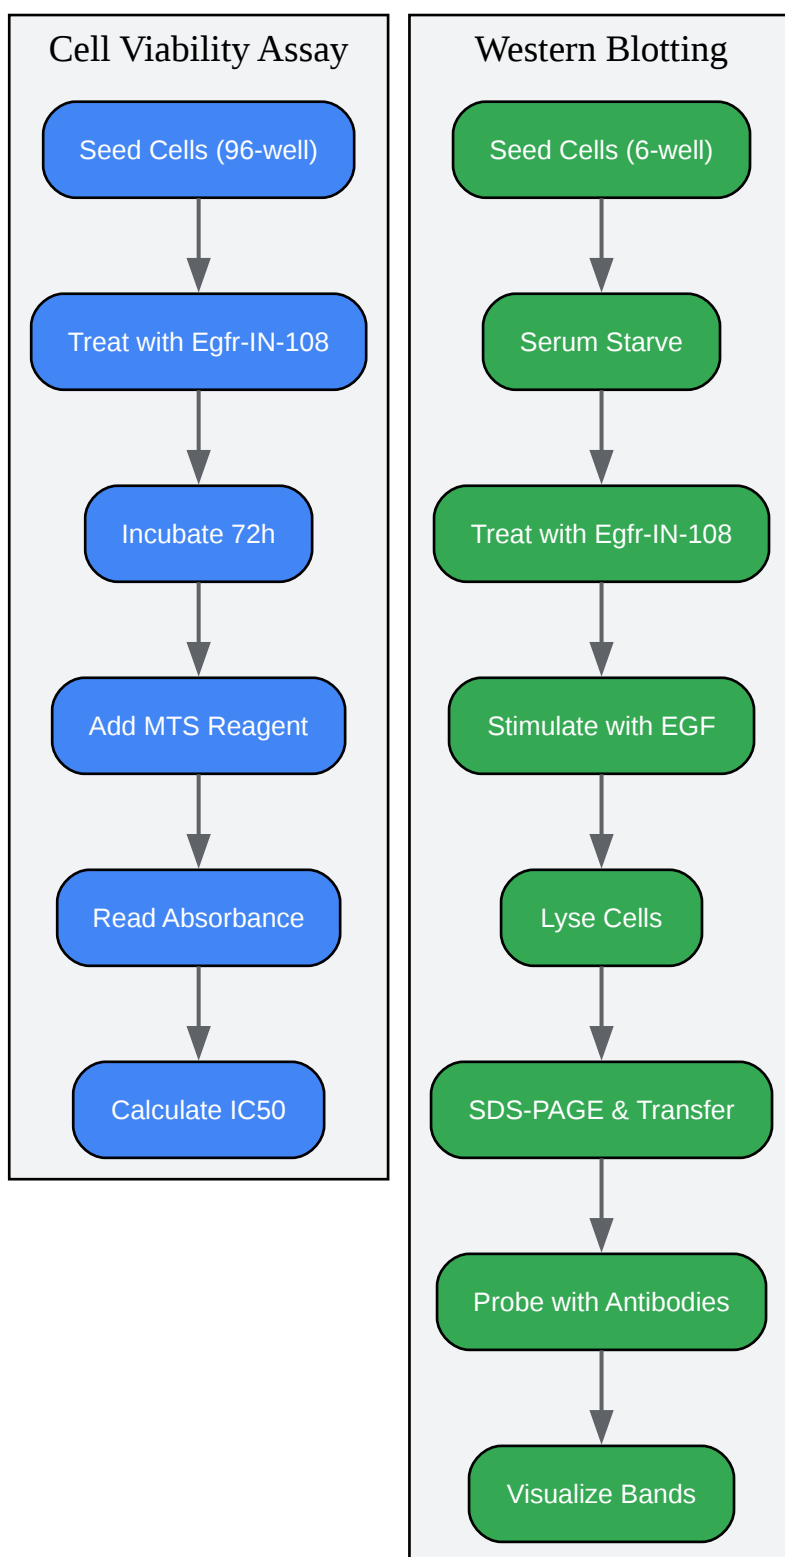 Cell Viability Assay
Seed Cells (96-well)
Treat with Egfr-IN-108
Incubate 72h
Add MTS Reagent
Read Absorbance
Calculate IC50
Western Blotting
Seed Cells (6-well)
Serum Starve
Treat with Egfr-IN-108
Stimulate with EGF
Lyse Cells
SDS-PAGE & Transfer
Probe with Antibodies
Visualize Bands